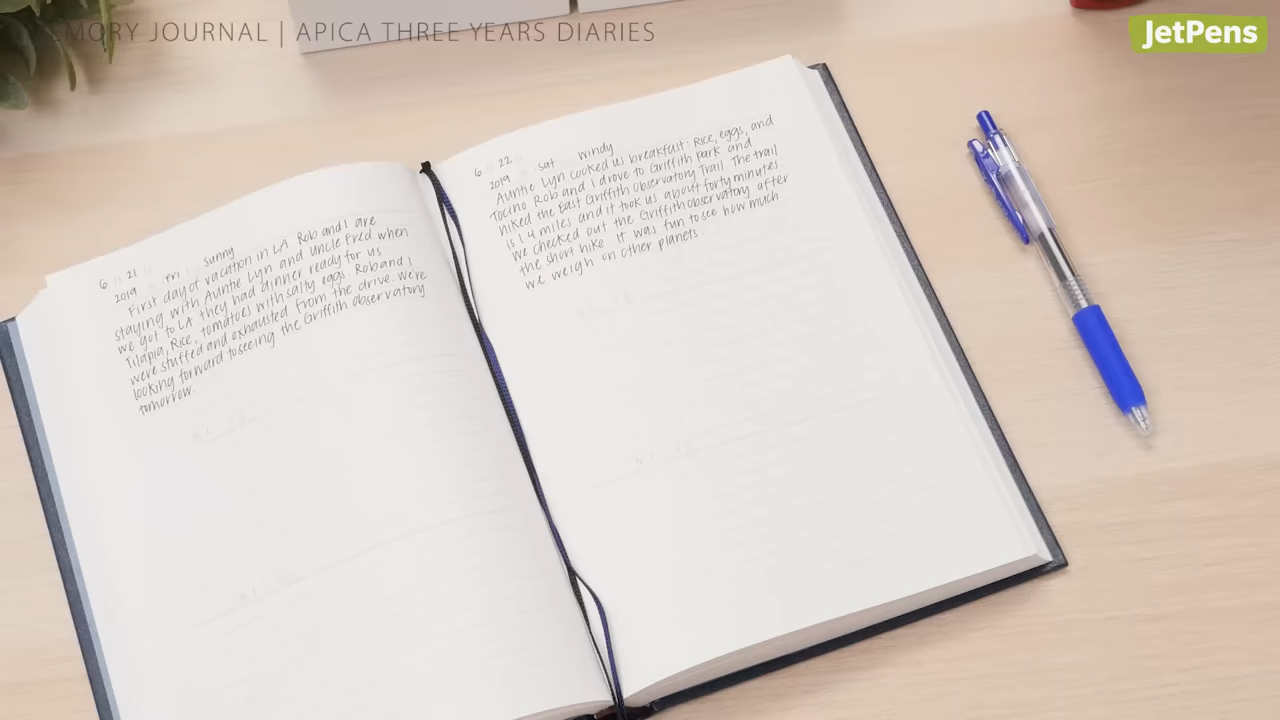 MEMORY JOURNAL | APICA THREE YEARS DIARIES
JetPens
6 21
2019 Fri Sunny
First day of vacation in LA. Rob and I are
staying with Auntie Lyn and Uncle Fred when
we got to LA they had dinner ready for us
Tilapia, Rice, tomatoes with salty eggs. Rob and I
were stuffed and exhausted from the drive. We're
looking forward to seeing the Griffith observatory
tomorrow.
6 22
2019 Sat Windy
Auntie Lyn cooked us breakfast: Rice, eggs, and
Tocino Rob and I drove to Griffith park and
hiked the East Griffith Observatory Trail The trail
is 1.4 miles and it took us about forty minutes.
We checked out the Griffith observatory after
the short hike. It was fun to see how much
we weigh on other planets